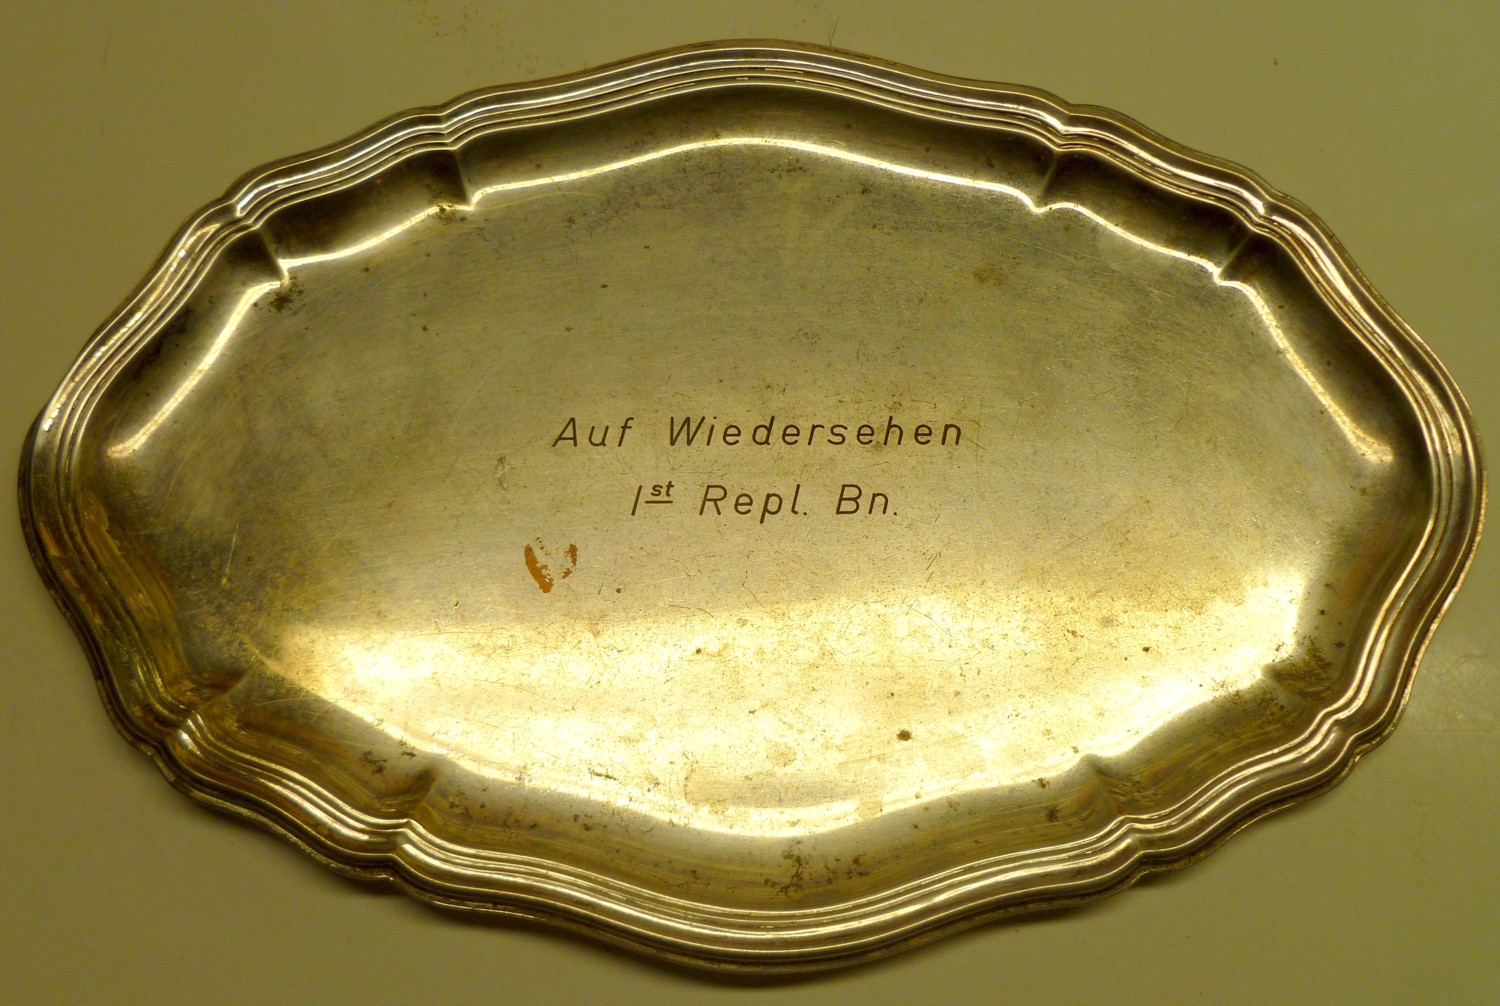 Auf Wiedersehen
1st Repl. Bn.